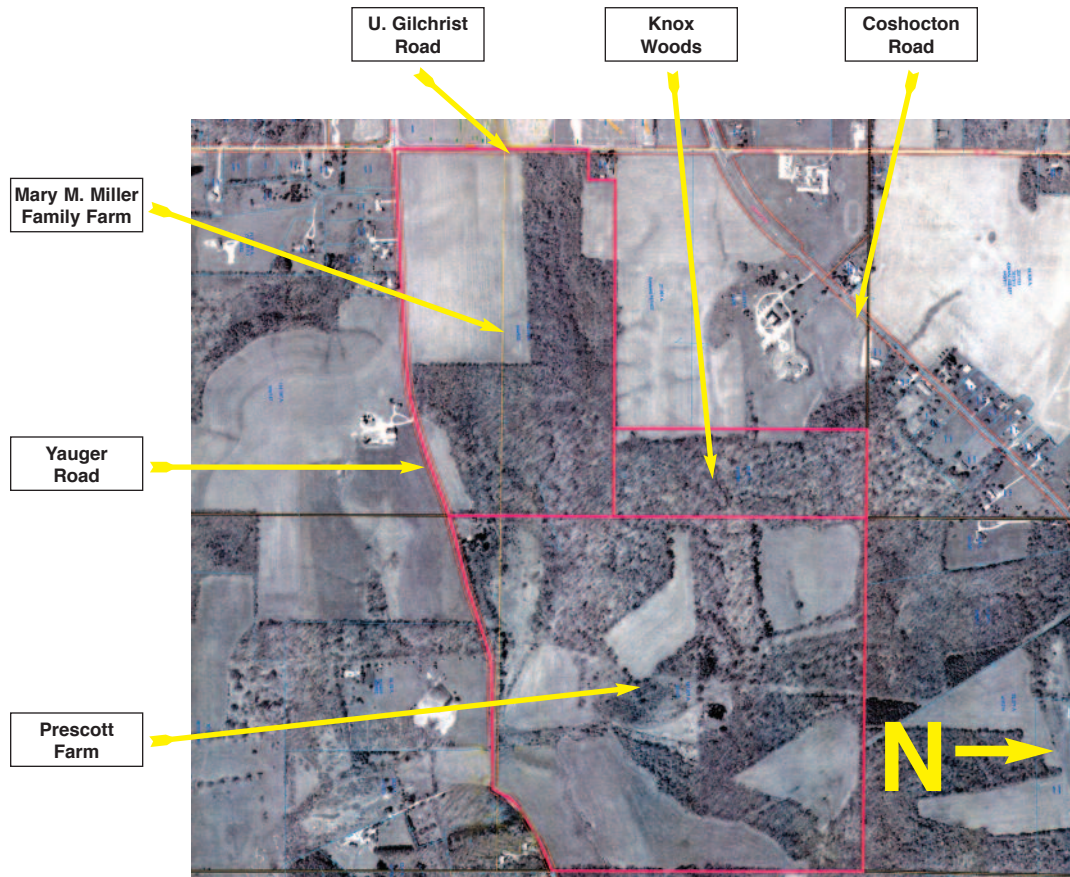 U. Gilchrist
Road
Knox
Woods
Coshocton
Road
Mary M. Miller
Family Farm
Yauger
Road
Prescott
Farm
N